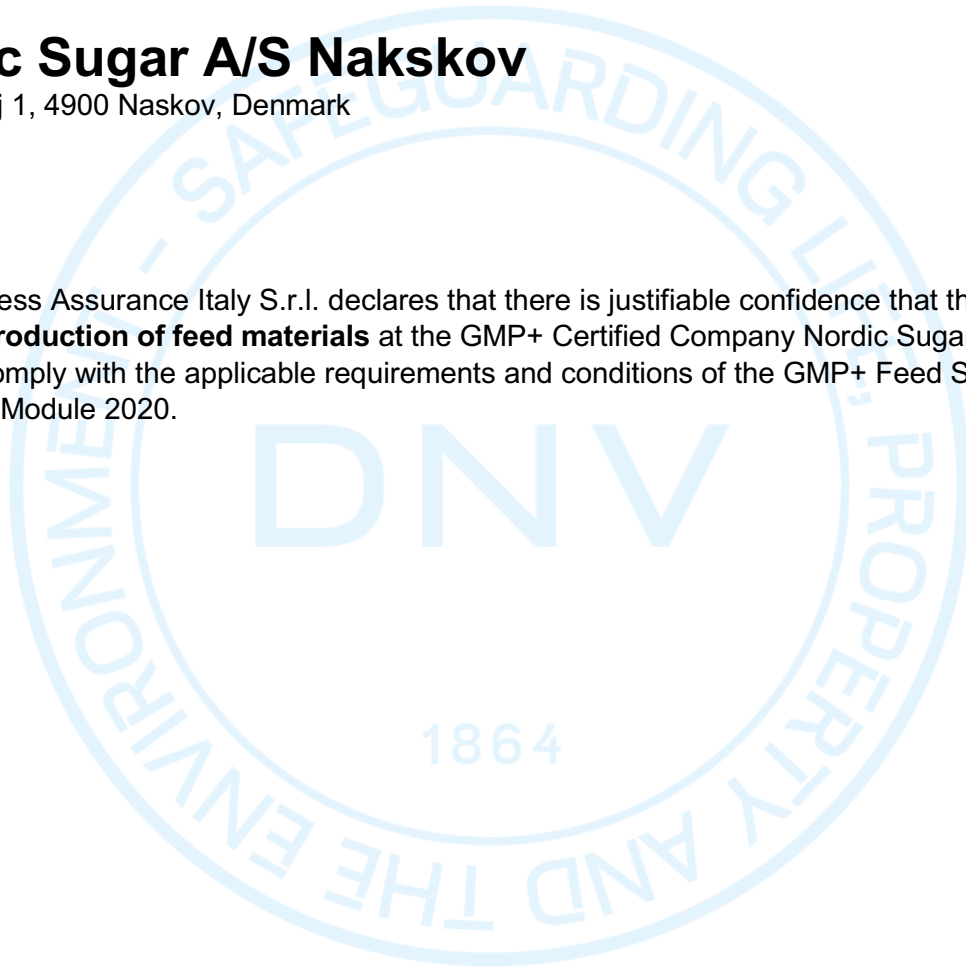 c Sugar A/S Nakskov
j 1, 4900 Naskov, Denmark
ess Assurance Italy S.r.l. declares that there is justifiable confidence that th
roduction of feed materials at the GMP+ Certified Company Nordic Suga
omply with the applicable requirements and conditions of the GMP+ Feed S
Module 2020.
SAFEGUARDING LIFE, PROPERTY AND THE ENVIRONMENT -
DNV
1864